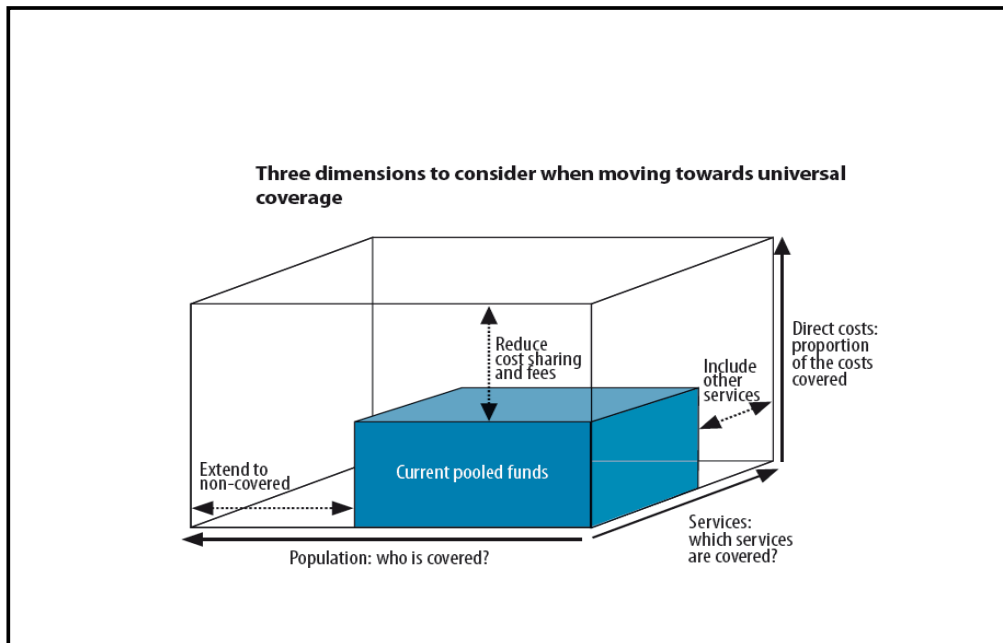 Three dimensions to consider when moving towards universal
coverage
Reduce
cost sharing
and fees
Include
other
services
Direct costs:
proportion
of the costs
covered
Extend to
non-covered
Current pooled funds
Services:
which services
are covered?
Population: who is covered?